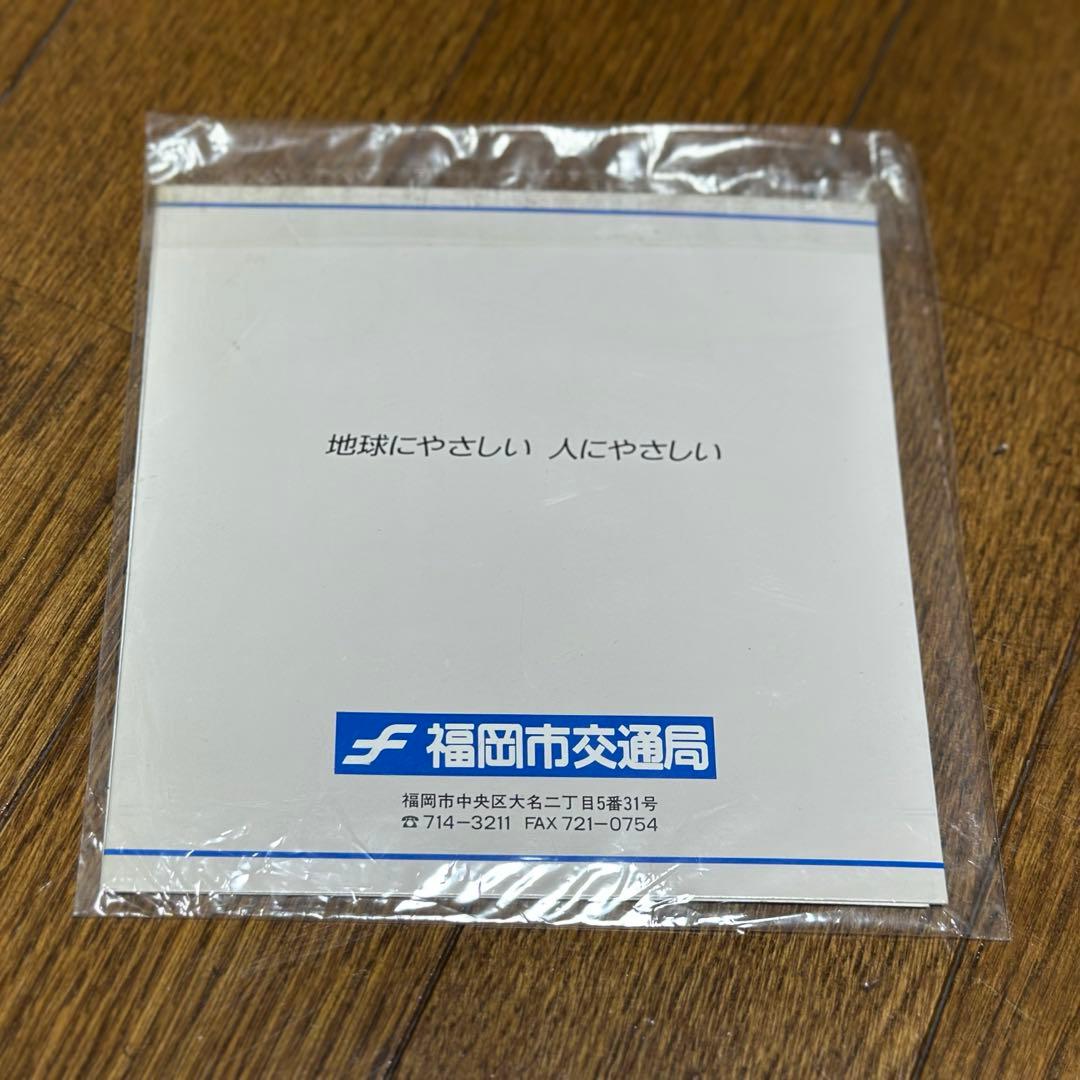 地球にやさしい 人にやさしい
福岡市交通局
福岡市中央区大名二丁目5番31号
☎714-3211 FAX721-0754